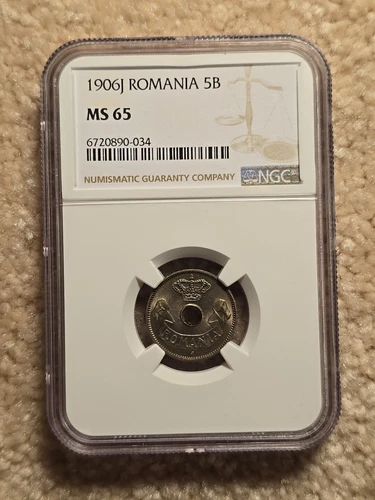 1906J ROMANIA 5B
MS 65
6720890-034
NUMISMATIC GUARANTY COMPANY
NGC
ROMANIA